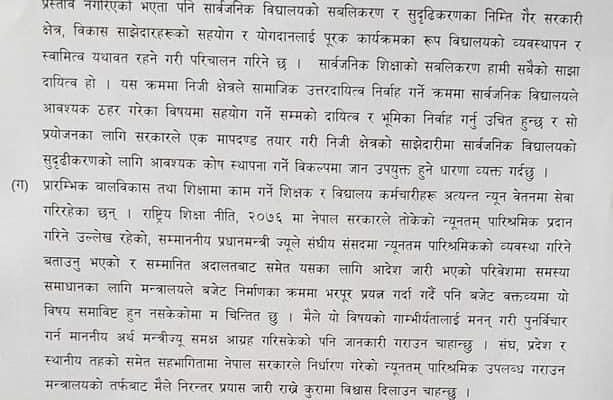 प्रस्ताव नगरिएको भएता पनि सार्वजनिक विद्यालयको सबलिकरण र सुदृढिकरणका निम्ति गैर सरकारी
क्षेत्र, विकास साझेदारहरूको सहयोग र योगदानलाई पूरक कार्यक्रमका रूप विद्यालयको व्यवस्थापन र
स्वामित्व यथावत रहने गरी परिचालन गरिने छ । सार्वजनिक शिक्षाको सबलिकरण हामी सबैको साझा
दायित्व हो । यस क्रममा निजी क्षेत्रले सामाजिक उत्तरदायित्व निर्वाह गर्ने क्रममा सार्वजनिक विद्यालयले
आवश्यक ठहर गरेका विषयमा सहयोग गर्ने सम्मको दायित्व र भूमिका निर्वाह गर्नु उचित हुन्छ र सो
प्रयोजनका लागि सरकारले एक मापदण्ड तयार गरी निजी क्षेत्रको साझेदारीमा सार्वजनिक विद्यालयको
सुदृढीकरणको लागि आवश्यक कोष स्थापना गर्ने विकल्पमा जान उपयुक्त हुने धारणा व्यक्त गर्दछु ।
(ग) प्रारम्भिक बालविकास तथा शिक्षामा काम गर्ने शिक्षक र विद्यालय कर्मचारीहरू अत्यन्त न्यून वेतनमा सेवा
गरिरहेका छन् । राष्ट्रिय शिक्षा नीति, २०७६ मा नेपाल सरकारले तोकेको न्यूनतम् पारिश्रमिक प्रदान
गरिने उल्लेख रहेको, सम्माननीय प्रधानमन्त्री ज्यूले संघीय संसदमा न्यूनतम पारिश्रमिकको व्यवस्था गरिने
बताउनु भएको र सम्मानित अदालतबाट समेत यसका लागि आदेश जारी भएको परिवेशमा समस्या
समाधानका लागि मन्त्रालयले बजेट निर्माणका क्रममा भरपूर प्रयत्न गर्दा गर्दै पनि बजेट वक्तव्यमा यो
विषय समाविष्ट हुन नसकेकोमा म चिन्तित छु । मैले यो विषयको गाम्भीर्यतालाई मनन् गरी पुनर्विचार
गर्न माननीय अर्थ मन्त्रीज्यू समक्ष आग्रह गरिसकेको पनि जानकारी गराउन चाहान्छु । संघ, प्रदेश र
स्थानीय तहको समेत सहभागितामा नेपाल सरकारले निर्धारण गरेको न्यूनतम् पारिश्रमिक उपलब्ध गराउन
मन्त्रालयको तर्फबाट मैले निरन्तर प्रयास जारी राख्ने कुरामा विश्वास दिलाउन चाहन्छु ।